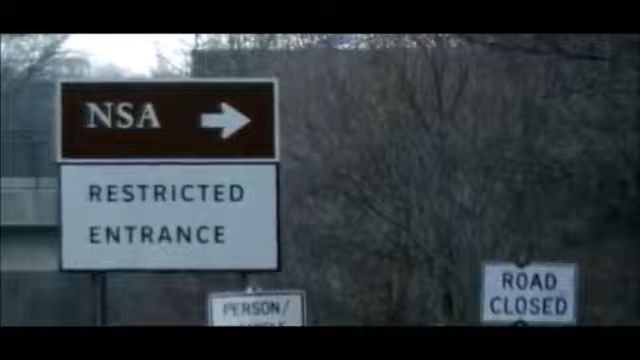 NSA
RESTRICTED
ENTRANCE
PERSON/
ROAD
CLOSED